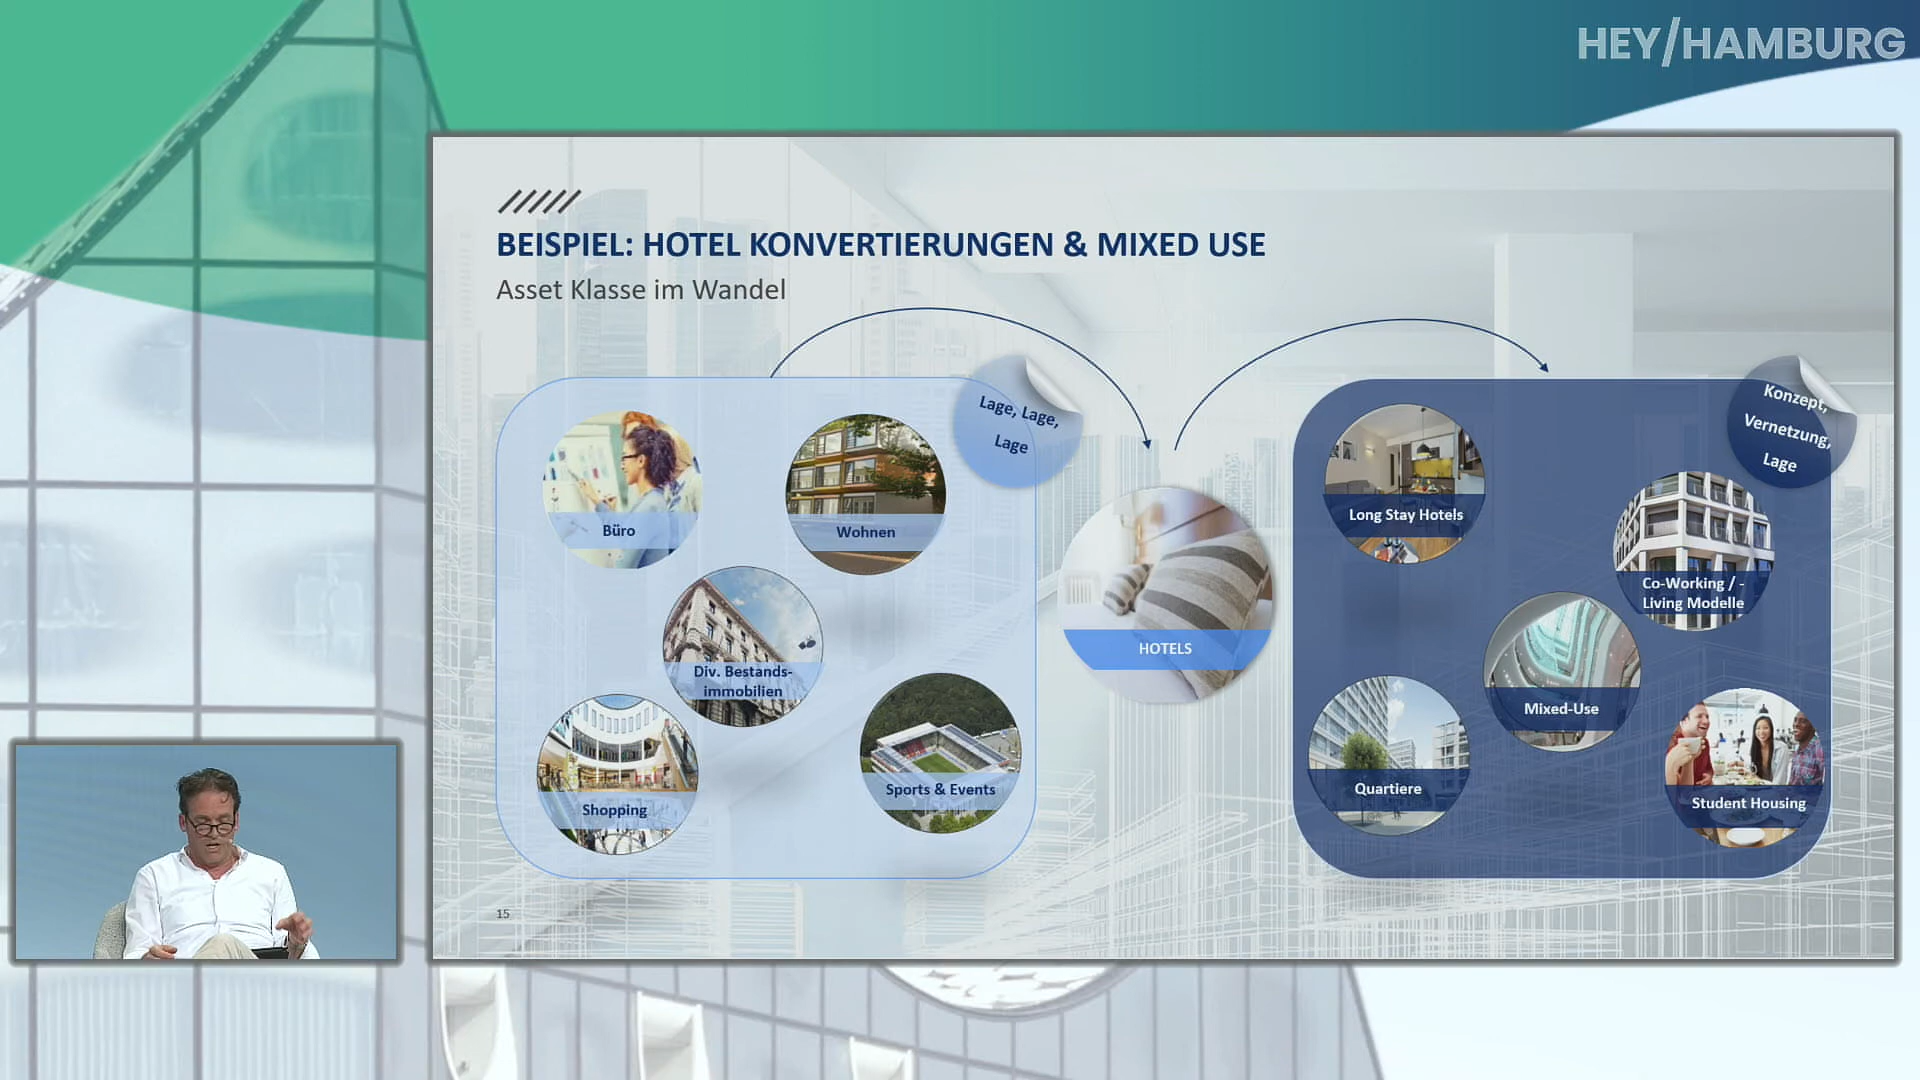 HEY/HAMBURG
BEISPIEL: HOTEL KONVERTIERUNGEN & MIXED USE
Asset Klasse im Wandel
Lage, Lage,
Lage
Büro
Wohnen
Div. Bestands-
immobilien
Shopping
Sports & Events
HOTELS
Konzept,
Vernetzung,
Lage
Long Stay Hotels
Co-Working / -
Living Modelle
Mixed-Use
Quartiere
Student Housing
15